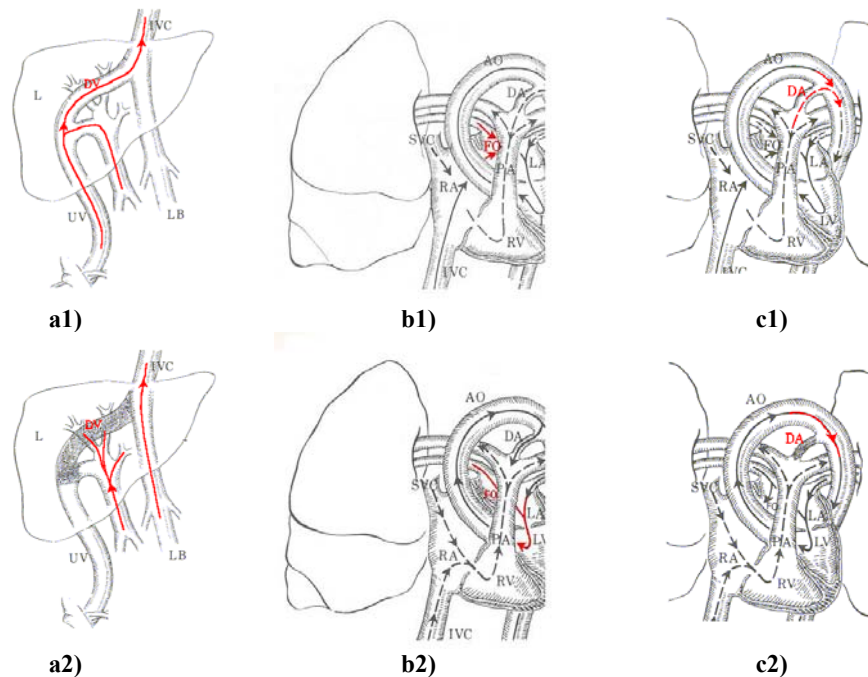 IVC
DV
L
UV
LB
a1)
AO
DA
SVC
FO
PA
LA
RA
RV
IVC
b1)
AO
DA
SVC
FO
PA
LA
RA
RV
LV
IVC
c1)
IVC
DV
L
UV
LB
a2)
AO
DA
SVC
FO
LA
PA
LV
RA
RV
IVC
b2)
AO
DA
SVC
FO
LA
PA
LV
RA
RV
c2)